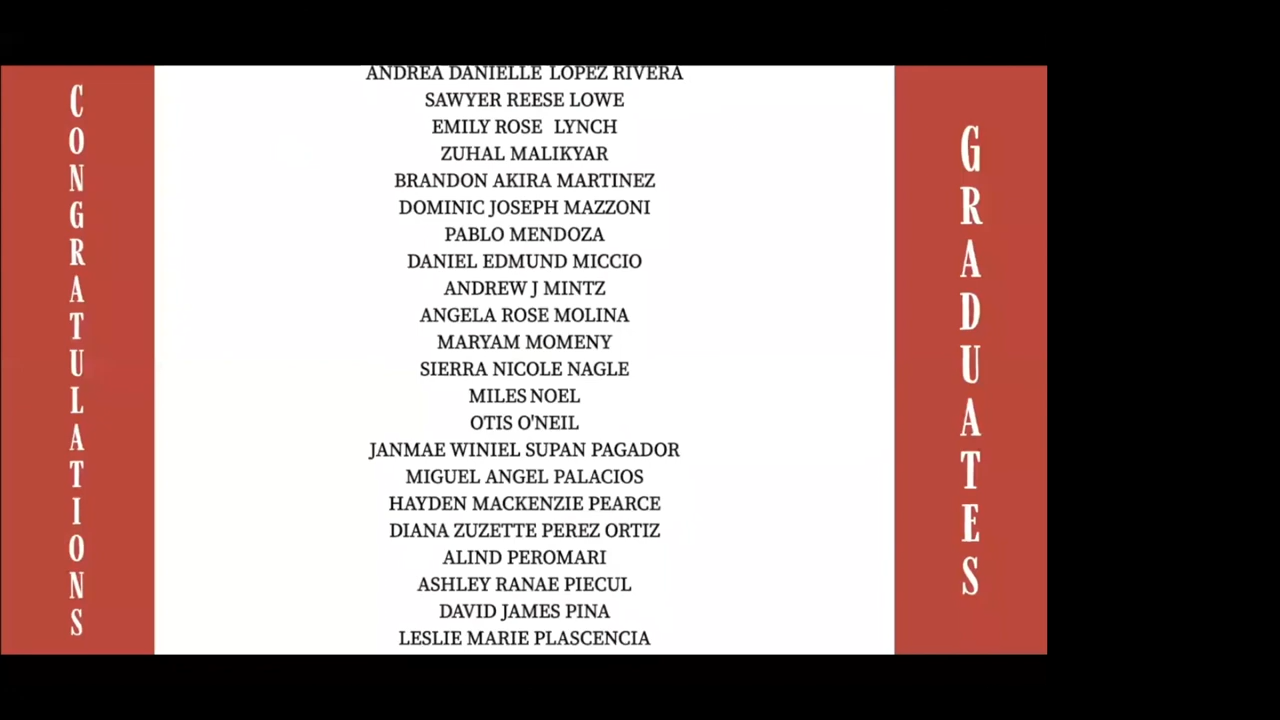 CONGRATULATIONS
ANDREA DANIELLE LOPEZ RIVERA
SAWYER REESE LOWE
EMILY ROSE LYNCH
ZUHAL MALIKYAR
BRANDON AKIRA MARTINEZ
DOMINIC JOSEPH MAZZONI
PABLO MENDOZA
DANIEL EDMUND MICCIO
ANDREW J MINTZ
ANGELA ROSE MOLINA
MARYAM MOMENY
SIERRA NICOLE NAGLE
MILES NOEL
OTIS O'NEIL
JANMAE WINIEL SUPAN PAGADOR
MIGUEL ANGEL PALACIOS
HAYDEN MACKENZIE PEARCE
DIANA ZUZETTE PEREZ ORTIZ
ALIND PEROMARI
ASHLEY RANAE PIECUL
DAVID JAMES PINA
LESLIE MARIE PLASCENCIA
GRADUATES